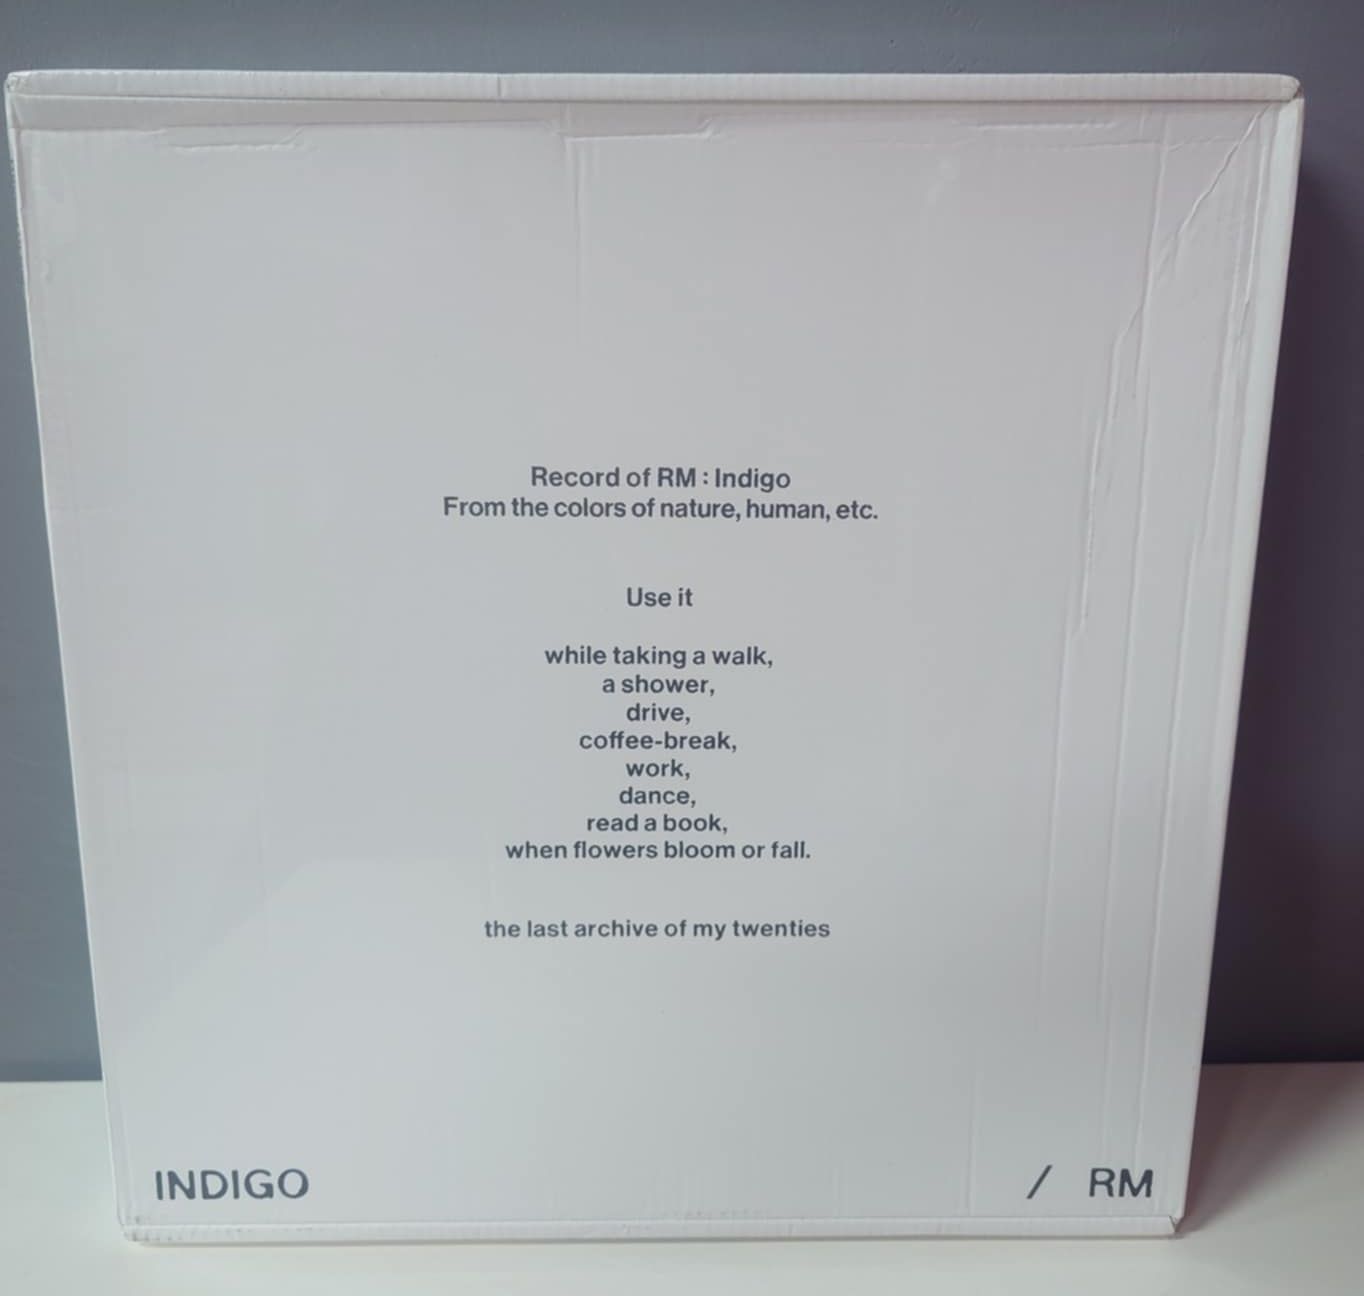 Record of RM : Indigo
From the colors of nature, human, etc.
Use it
while taking a walk,
a shower,
drive,
coffee-break,
work,
dance,
read a book,
when flowers bloom or fall.
the last archive of my twenties
INDIGO / RM